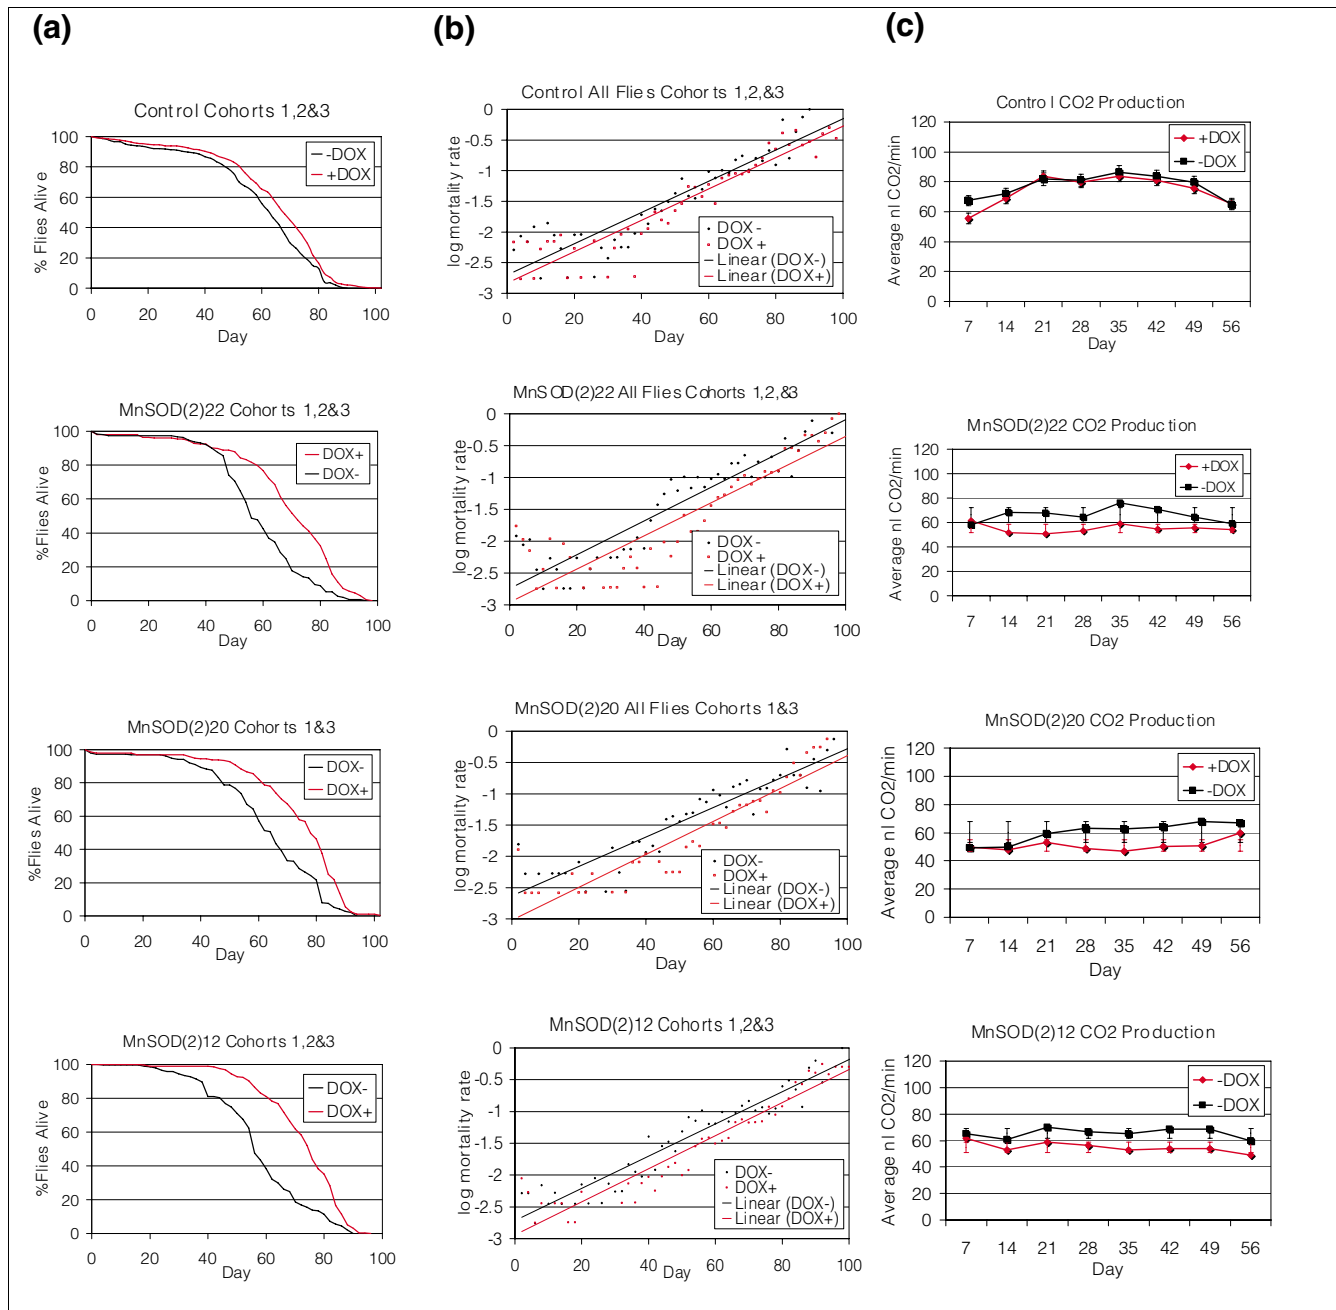 (a)
(b)
(c)
Control Cohorts 1,2&3
% Flies Alive
100
80
60
40
20
0
-DOX
+DOX
0 20 40 60 80 100
Day
Control All Flies Cohorts 1,2,&3
log mortality rate
0
-0.5
-1
-1.5
-2
-2.5
-3
DOX-
DOX+
Linear (DOX-)
Linear (DOX+)
0 20 40 60 80 100
Day
Control CO2 Production
Average nl CO2/min
120
100
80
60
40
20
0
+DOX
-DOX
7 14 21 28 35 42 49 56
Day
MnSOD(2)22 Cohorts 1,2&3
%Flies Alive
100
80
60
40
20
0
DOX+
DOX-
0 20 40 60 80 100
Day
MnSOD(2)22 All Flies Cohorts 1,2,&3
log mortality rate
0
-0.5
-1
-1.5
-2
-2.5
-3
DOX-
DOX+
Linear (DOX-)
Linear (DOX+)
0 20 40 60 80 100
Day
MnSOD(2)22 CO2 Production
Average nl CO2/min
120
100
80
60
40
20
0
+DOX
-DOX
7 14 21 28 35 42 49 56
Day
MnSOD(2)20 Cohorts 1&3
%Flies Alive
100
80
60
40
20
0
DOX-
DOX+
0 20 40 60 80 100
Day
MnSOD(2)20 All Flies Cohorts 1&3
log mortality rate
0
-0.5
-1
-1.5
-2
-2.5
-3
DOX-
DOX+
Linear (DOX-)
Linear (DOX+)
0 20 40 60 80 100
Day
MnSOD(2)20 CO2 Production
Average nl CO2/min
120
100
80
60
40
20
0
+DOX
-DOX
7 14 21 28 35 42 49 56
Day
MnSOD(2)12 Cohorts 1,2&3
%Flies Alive
100
80
60
40
20
0
DOX-
DOX+
0 20 40 60 80 100
Day
MnSOD(2)12 Cohorts 1,2&3
log mortality rate
0
-0.5
-1
-1.5
-2
-2.5
-3
DOX-
DOX+
Linear (DOX-)
Linear (DOX+)
0 20 40 60 80 100
Day
MnSOD(2)12 CO2 Production
Average nl CO2/min
120
100
80
60
40
20
0
-DOX
-DOX
7 14 21 28 35 42 49 56
Day